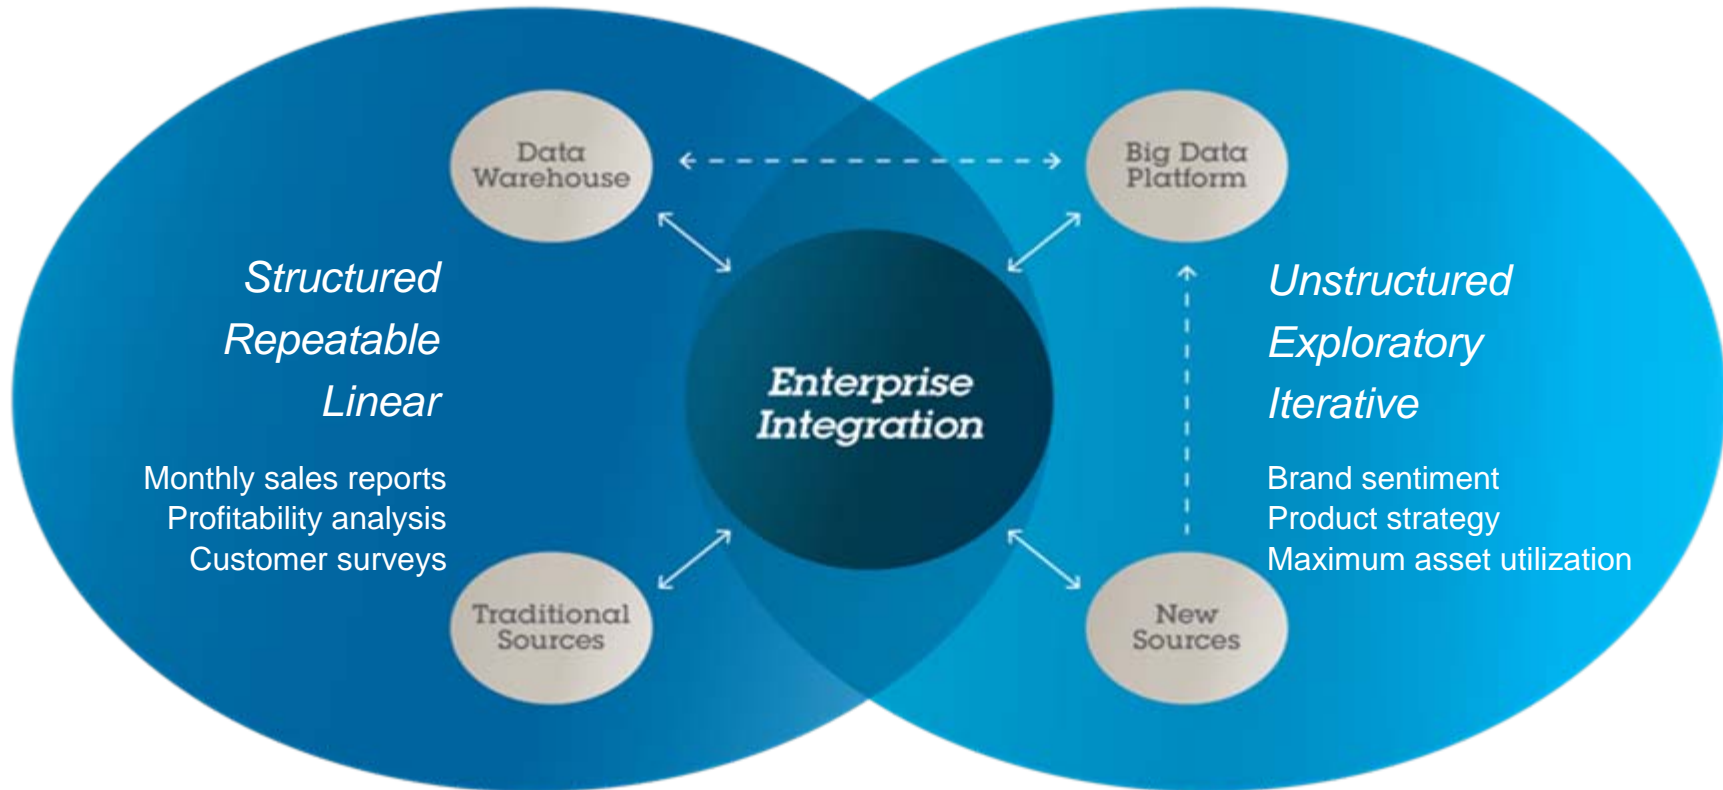 Data
Warehouse
Big Data
Platform
Structured
Repeatable
Linear
Monthly sales reports
Profitability analysis
Customer surveys
Enterprise
Integration
Unstructured
Exploratory
Iterative
Brand sentiment
Product strategy
Maximum asset utilization
Traditional
Sources
New
Sources